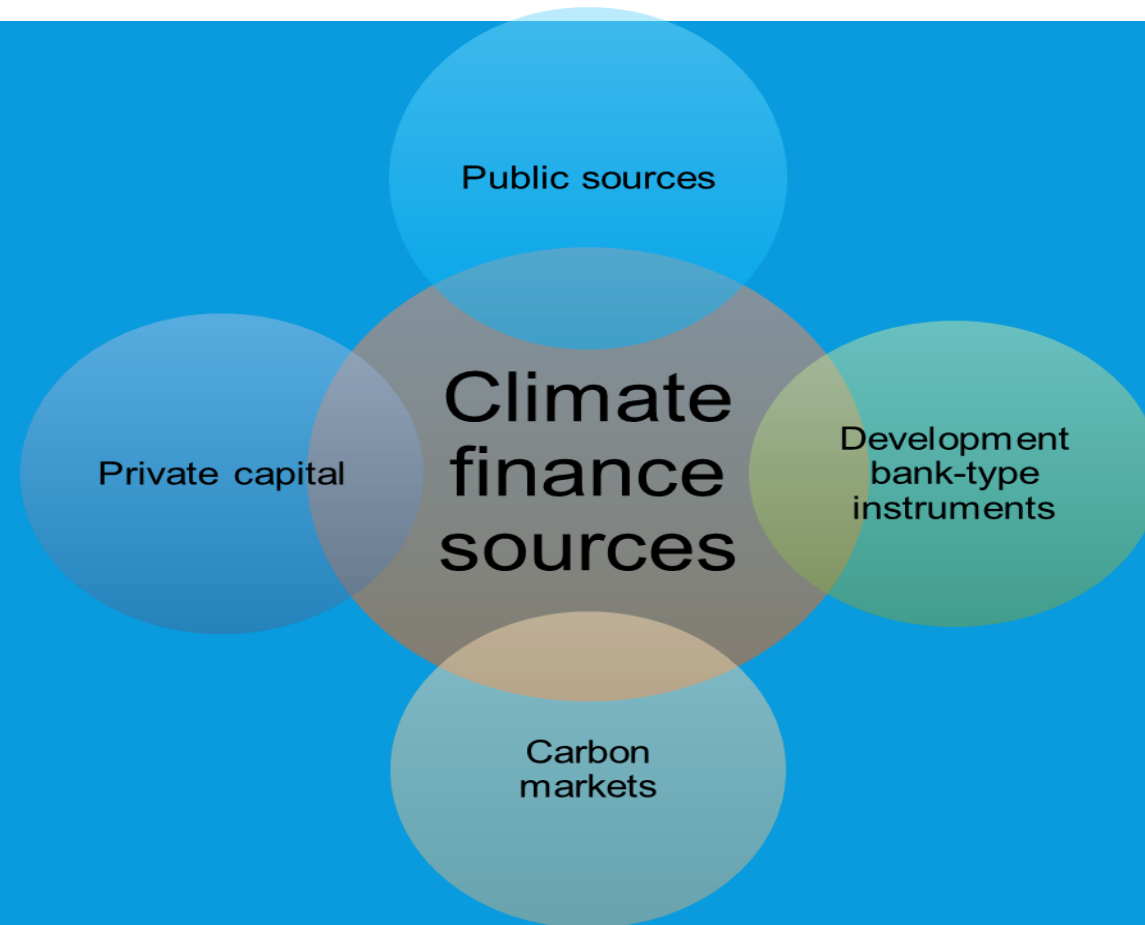 Public sources
Climate
finance
sources
Private capital
Development
bank-type
instruments
Carbon
markets